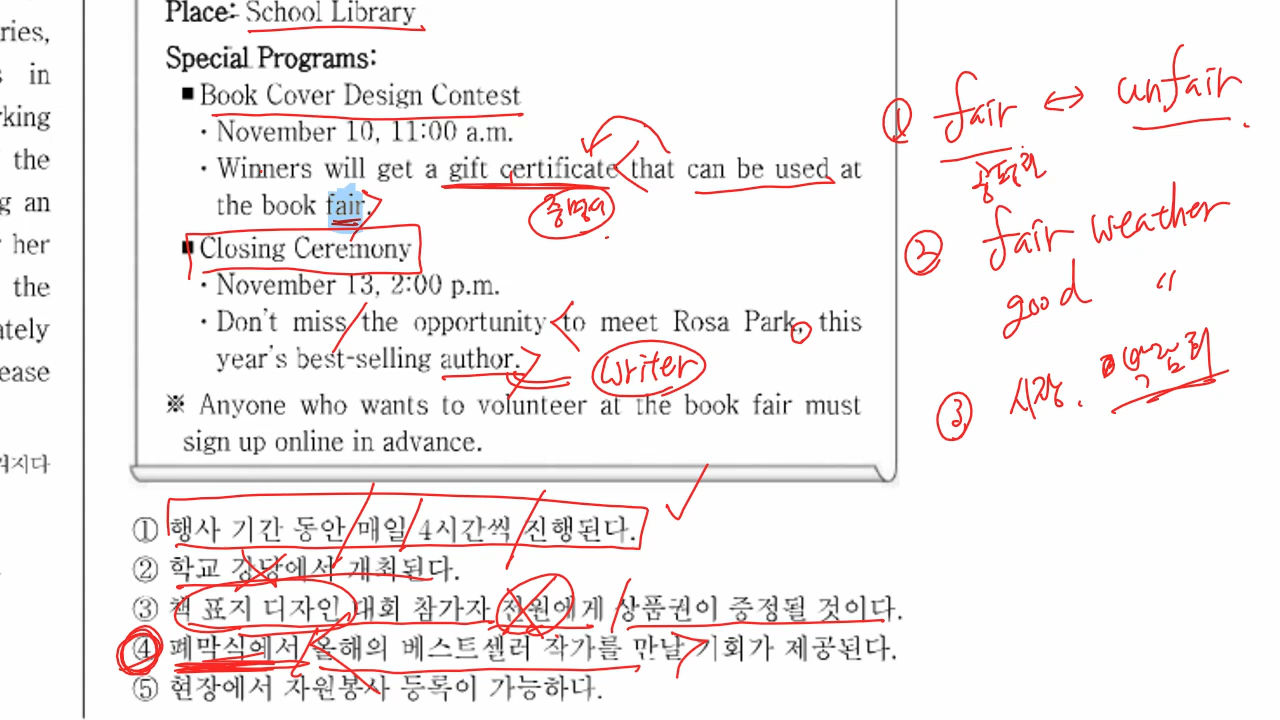 ries,
s in
rking
f the
g an
r her
the
ately
ease
겨지다
Place: School Library
Special Programs:
■ Book Cover Design Contest
· November 10, 11:00 a.m.
· Winners will get a gift certificate that can be used at
the book fair.
증명서
■ Closing Ceremony
· November 13, 2:00 p.m.
· Don't miss the opportunity to meet Rosa Park, this
year's best-selling author.
writer
※ Anyone who wants to volunteer at the book fair must
sign up online in advance.
① 행사 기간 동안 매일 4시간씩 진행된다.
② 학교 강당에서 개최된다.
③ 책 표지 디자인 대회 참가자 전원에게 상품권이 증정될 것이다.
④ 폐막식에서 올해의 베스트셀러 작가를 만날 기회가 제공된다.
⑤ 현장에서 자원봉사 등록이 가능하다.
① fair ↔ unfair
② fair weather
good 〃
③ 시장.